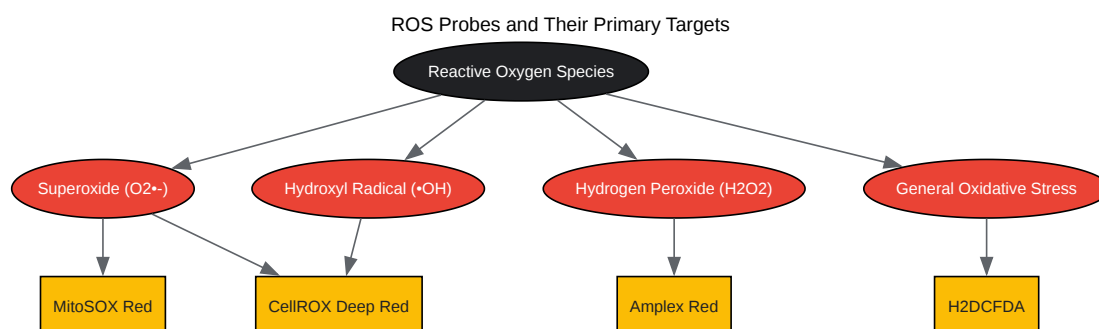 ROS Probes and Their Primary Targets
Reactive Oxygen Species
Superoxide (O2•-)
Hydroxyl Radical (•OH)
Hydrogen Peroxide (H2O2)
General Oxidative Stress
MitoSOX Red
CellROX Deep Red
Amplex Red
H2DCFDA